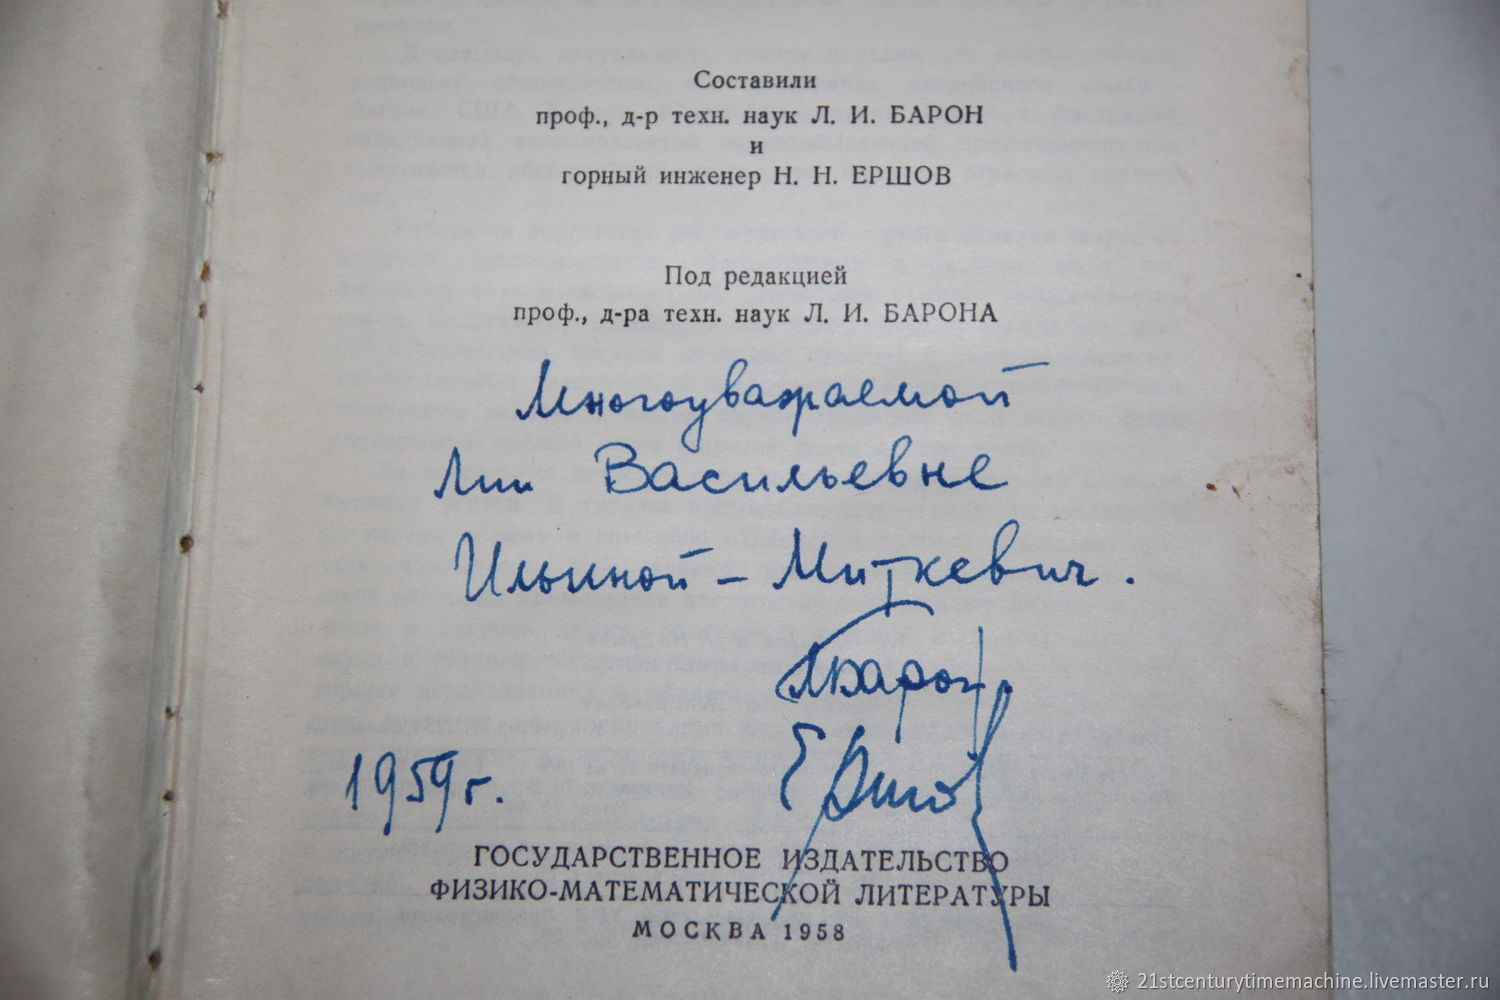 Составили
проф., д-р техн. наук Л. И. БАРОН
и
горный инженер Н. Н. ЕРШОВ
Под редакцией
проф., д-ра техн. наук Л. И. БАРОНА
Многоуважаемой
Лии Васильевне
Ильиной – Миткевич.
ЛБарон
Ершов
1959г.
ГОСУДАРСТВЕННОЕ ИЗДАТЕЛЬСТВО
ФИЗИКО-МАТЕМАТИЧЕСКОЙ ЛИТЕРАТУРЫ
МОСКВА 1958
21stcenturytimemachine.livemaster.ru